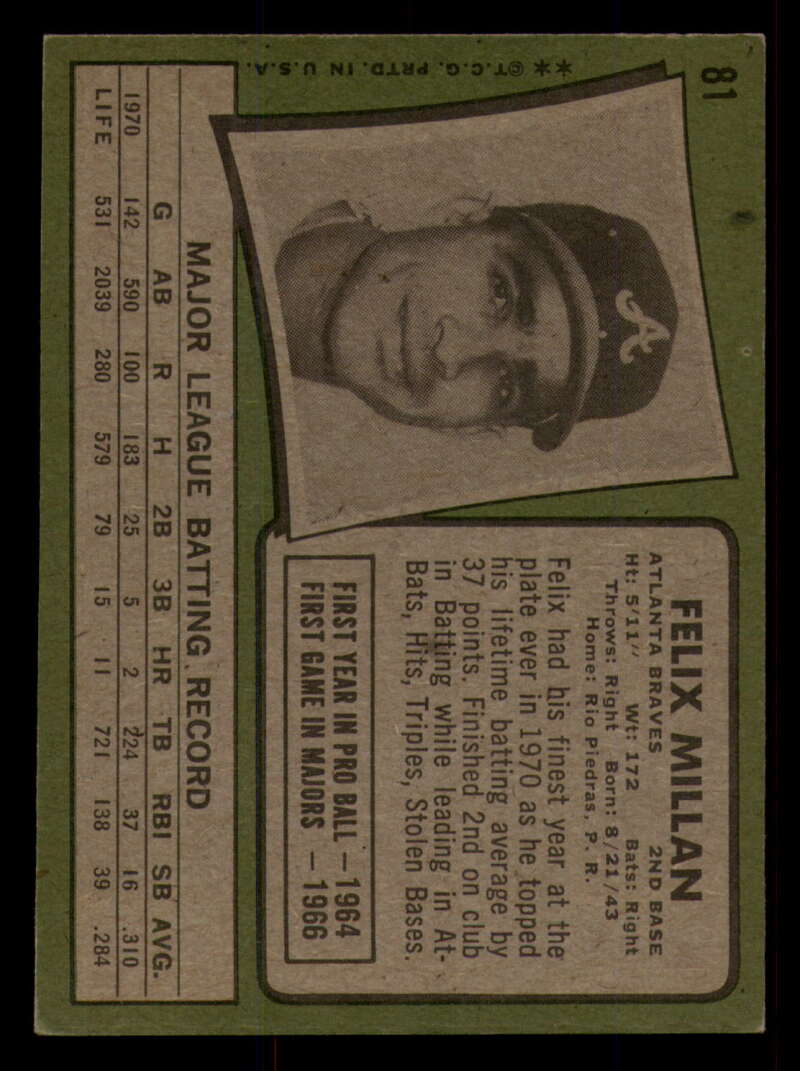 81
**©T.C.G. PRTD. IN U.S.A.
A
FELIX MILLAN
ATLANTA BRAVES 2ND BASE
Ht: 5'11" Wt: 172 Bats: Right
Throws: Right Born: 8/21/43
Home: Rio Piedras, P. R.
Felix had his finest year at the
plate ever in 1970 as he topped
his lifetime batting average by
37 points. Finished 2nd on club
in Batting while leading in At-
Bats, Hits, Triples, Stolen Bases.
FIRST YEAR IN PRO BALL — 1964
FIRST GAME IN MAJORS — 1966
MAJOR LEAGUE BATTING RECORD
G AB R H 2B 3B HR TB RBI SB AVG.
1970 142 590 100 183 25 5 2 224 37 16 .310
LIFE 531 2039 280 579 79 15 11 721 138 39 .284